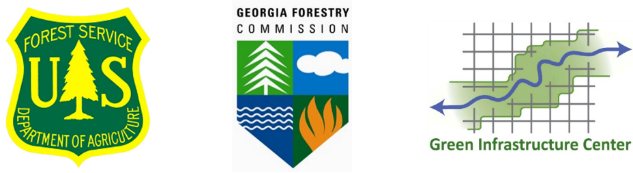 FOREST SERVICE
U S
DEPARTMENT OF AGRICULTURE
GEORGIA FORESTRY
COMMISSION
Green Infrastructure Center